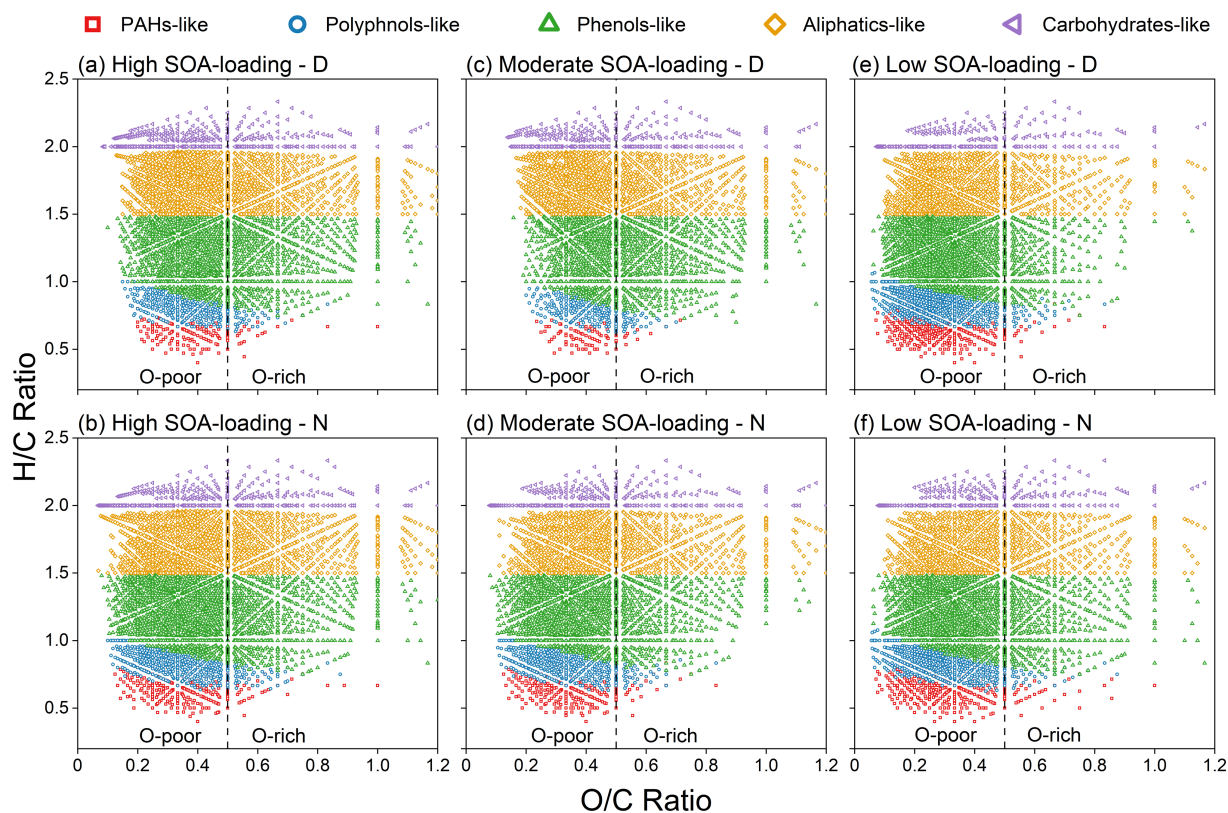 PAHs-like Polyphnols-like Phenols-like Aliphatics-like Carbohydrates-like
(a) High SOA-loading - D (c) Moderate SOA-loading - D (e) Low SOA-loading - D
2.5
2.0
1.5
1.0
0.5
O-poor O-rich O-poor O-rich O-poor O-rich
(b) High SOA-loading - N (d) Moderate SOA-loading - N (f) Low SOA-loading - N
2.5
2.0
1.5
1.0
0.5
O-poor O-rich O-poor O-rich O-poor O-rich
0 0.2 0.4 0.6 0.8 1.0 1.2 0 0.2 0.4 0.6 0.8 1.0 1.2 0 0.2 0.4 0.6 0.8 1.0 1.2
H/C Ratio
O/C Ratio